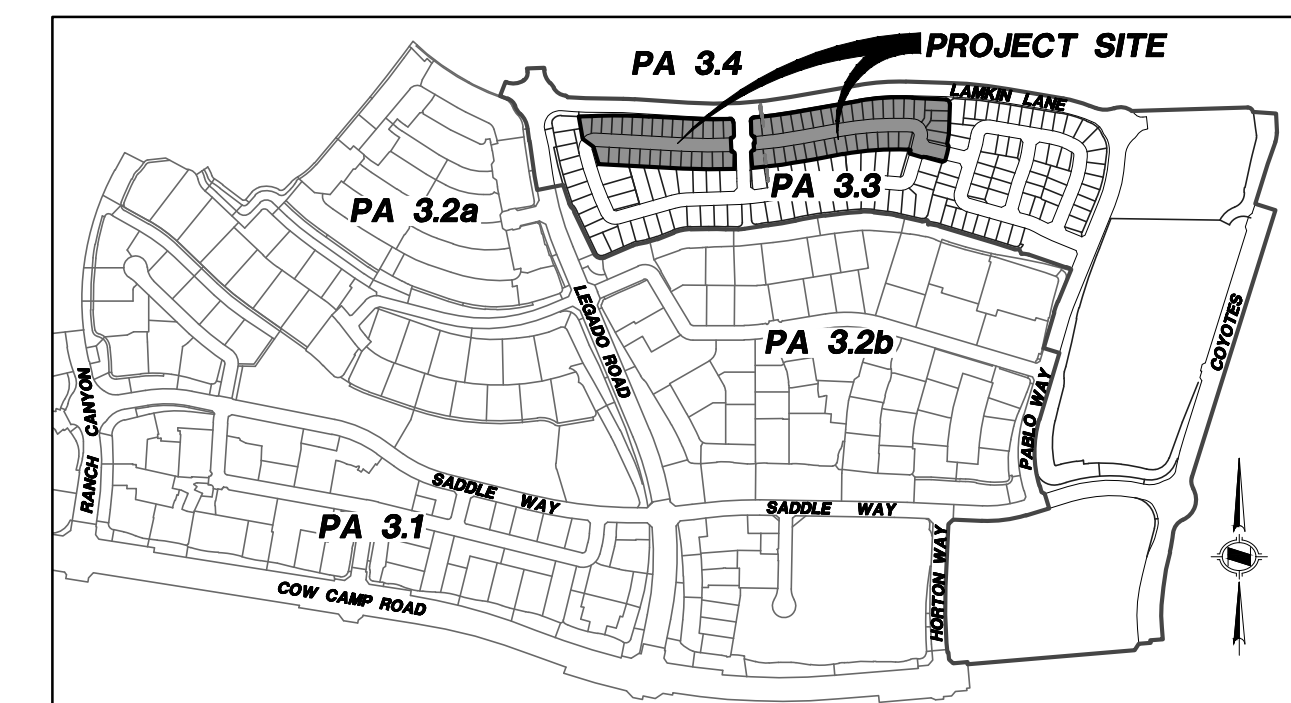 PROJECT SITE
PA 3.4
LAMKIN LANE
PA 3.3
PA 3.2a
LEGADO ROAD
COYOTES
PA 3.2b
RANCH CANYON
PABLO WAY
SADDLE WAY
SADDLE WAY
PA 3.1
HORTON WAY
COW CAMP ROAD